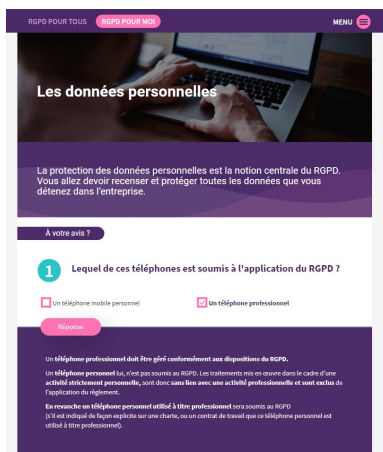 RGPD POUR TOUS RGPD POUR MOI MENU
Les données personnelles
La protection des données personnelles est la notion centrale du RGPD.
Vous allez devoir recenser et protéger toutes les données que vous
détenez dans l'entreprise.
À votre avis ?
1 Lequel de ces téléphones est soumis à l'application du RGPD ?
Un téléphone mobile personnel Un téléphone professionnel
Réponse
Un téléphone professionnel doit être géré conformément aux dispositions du RGPD.
Un téléphone personnel lui, n'est pas soumis au RGPD. Les traitements mis en œuvre dans le cadre d'une
activité strictement personnelle, sont donc sans lien avec une activité professionnelle et sont exclus de
l'application du règlement.
En revanche un téléphone personnel utilisé à titre professionnel sera soumis au RGPD
(s'il est indiqué de façon explicite sur une charte, ou un contrat de travail que ce téléphone personnel est
utilisé à titre professionnel).